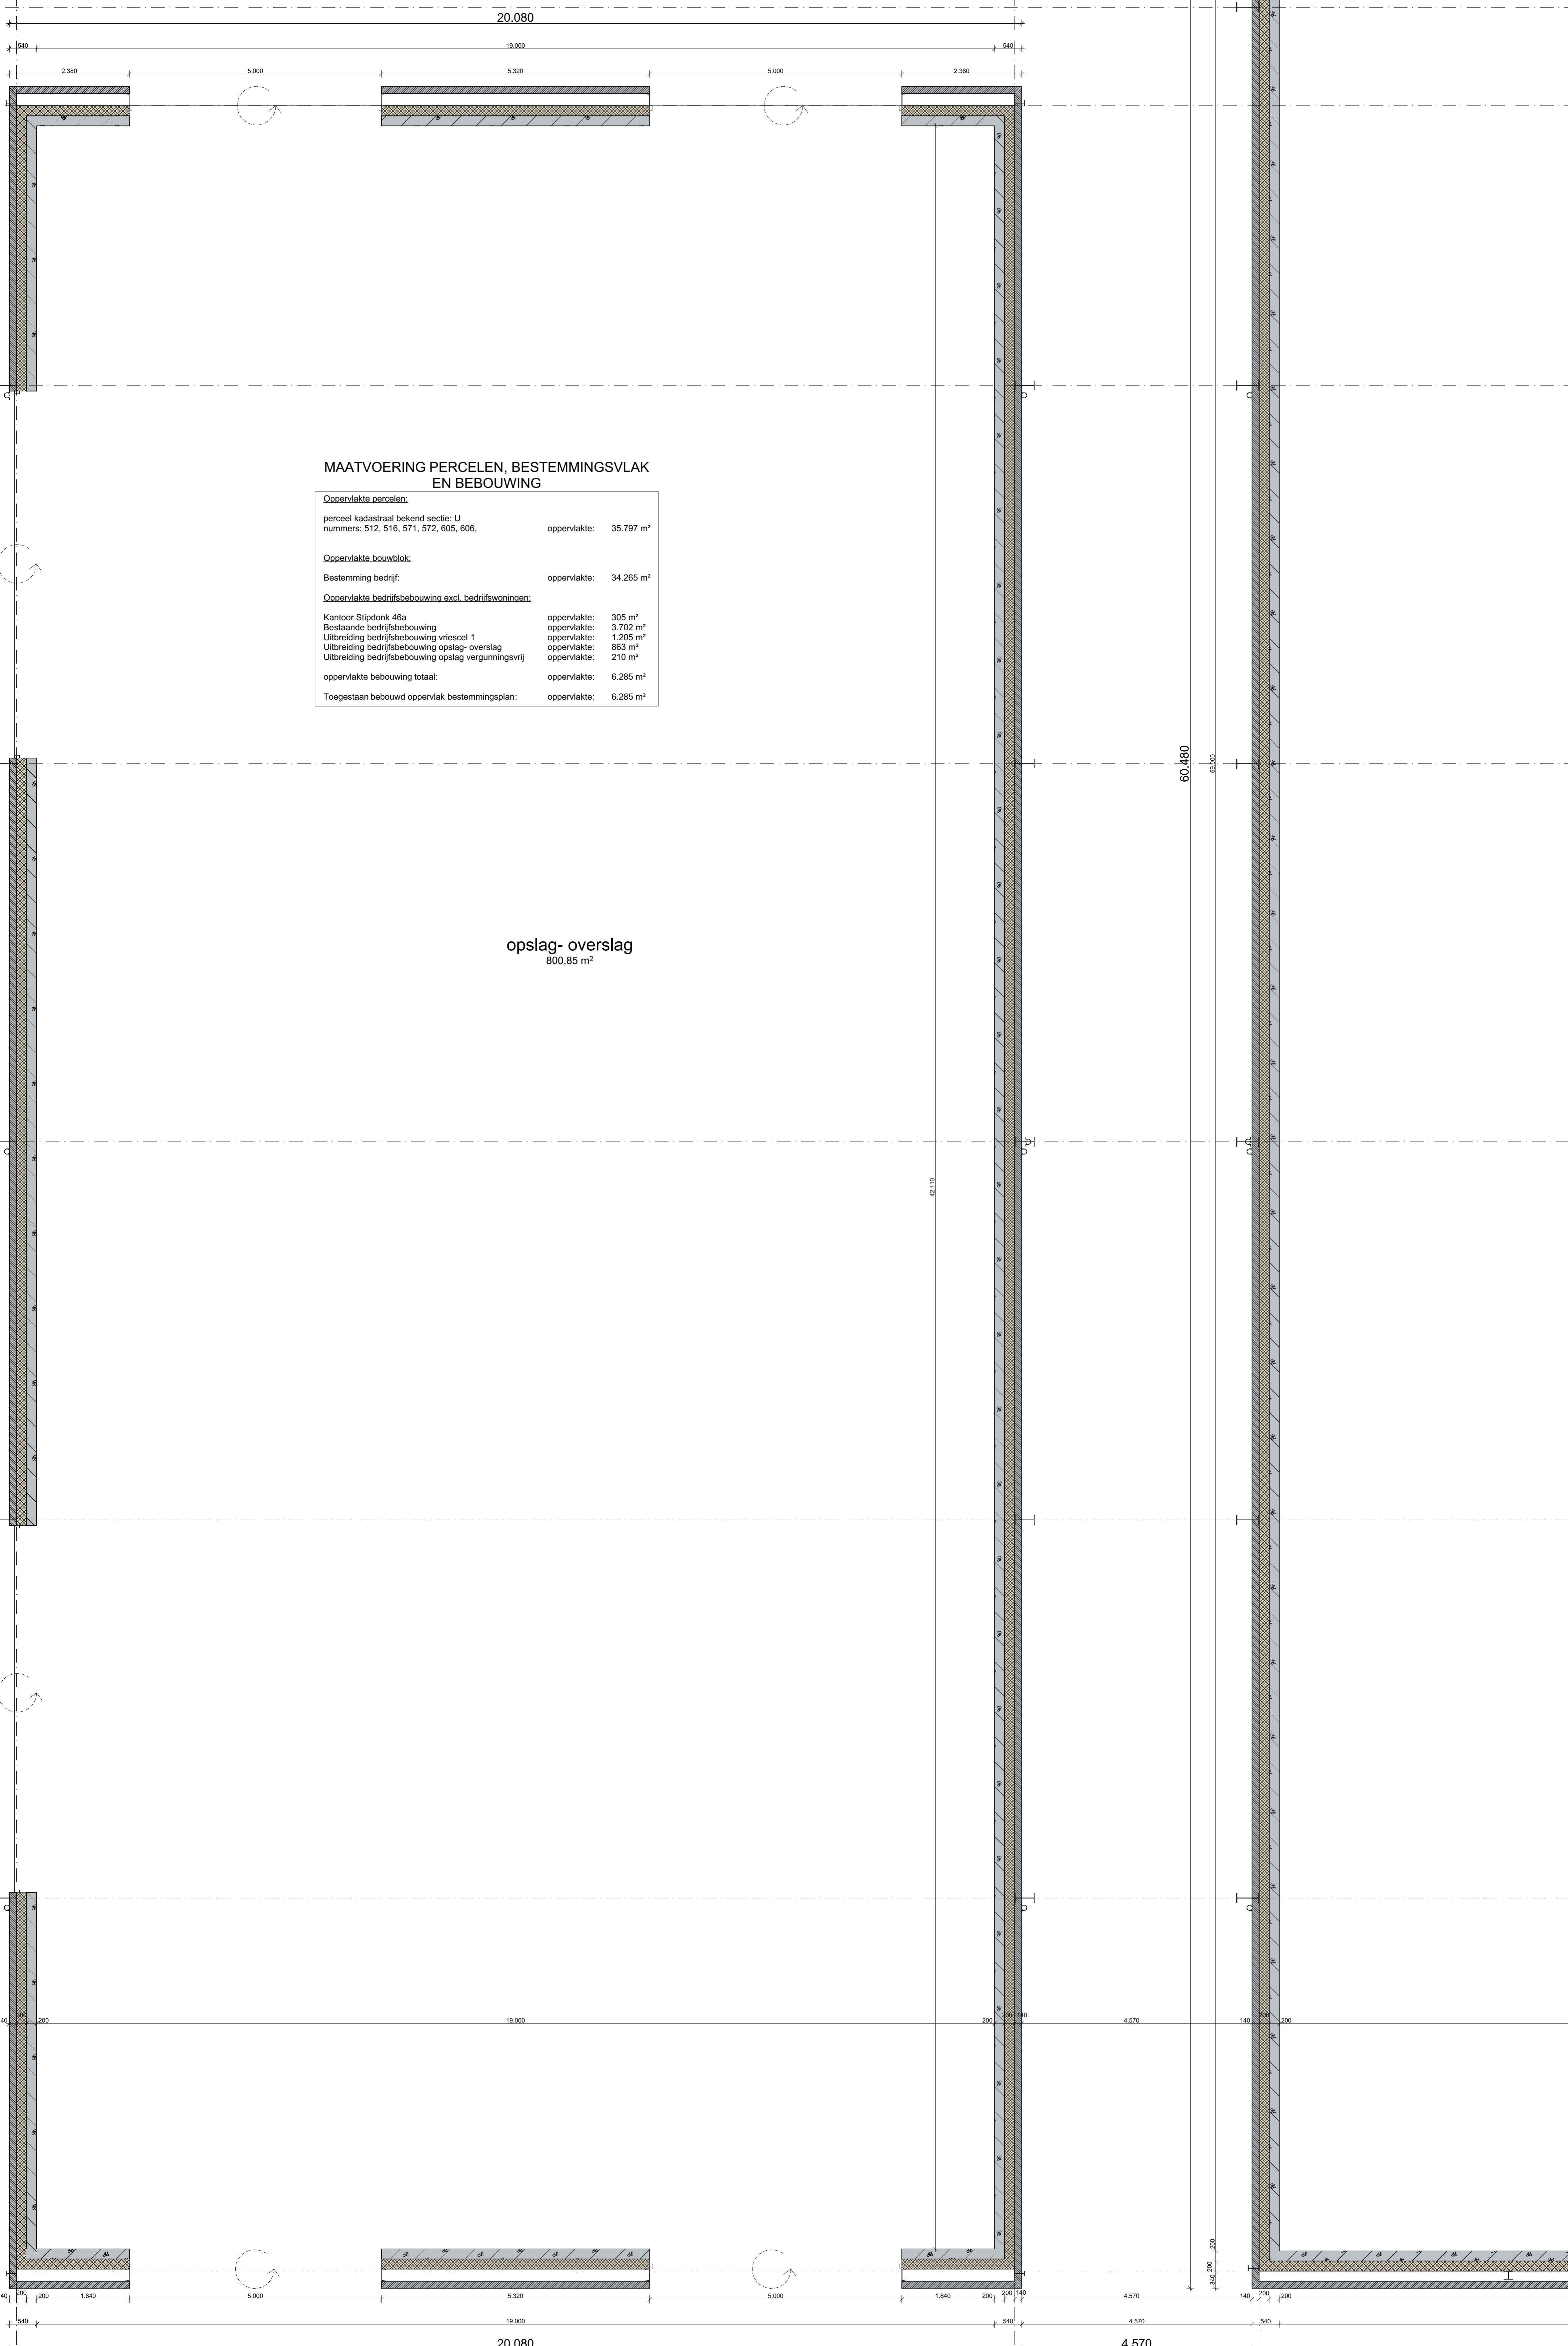 20.080
540 19.000 540
2.380 5.000 5.320 5.000 2.380
MAATVOERING PERCELEN, BESTEMMINGSVLAK
EN BEBOUWING
Oppervlakte percelen:
perceel kadastraal bekend sectie: U
nummers: 512, 516, 571, 572, 605, 606, oppervlakte: 35.797 m²
Oppervlakte bouwblok:
Bestemming bedrijf: oppervlakte: 34.265 m²
Oppervlakte bedrijfsbebouwing excl. bedrijfswoningen:
Kantoor Stipdonk 46a oppervlakte: 305 m²
Bestaande bedrijfsbebouwing oppervlakte: 3.702 m²
Uitbreiding bedrijfsbebouwing vriescel 1 oppervlakte: 1.205 m²
Uitbreiding bedrijfsbebouwing opslag- overslag oppervlakte: 863 m²
Uitbreiding bedrijfsbebouwing opslag vergunningsvrij oppervlakte: 210 m²
oppervlakte bebouwing totaal: oppervlakte: 6.285 m²
Toegestaan bebouwd oppervlak bestemmingsplan: oppervlakte: 6.285 m²
60.480
59.000
opslag- overslag
800,85 m²
42.110
40 200 200 19.000 200 200 140 4.570 140 200 200
200
200
340
40 200 200 1.840 5.000 5.320 5.000 1.840 200 200 140 4.570 140 200 200
540 19.000 540 4.570 540
20.080 4.570